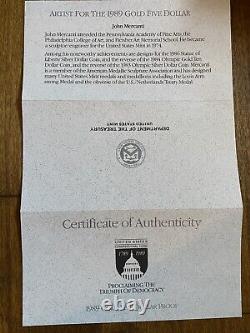 ARTIST FOR THE 1989 GOLD FIVE DOLLAR
John Mercanti
John Mercanti attended the Pennsylvania Academy of Fine Arts, the
Philadelphia College of Art, and Fleisher Art Memorial School. He became
a sculptor engraver for the United States Mint in 1974.
Among his noteworthy achievements are designs for the 1986 Statue of
Liberty Silver Dollar Coin, and the reverse of the 1984 Olympic Gold Ten
Dollar Coin, and the reverse of the 1983 Olympic Silver Dollar Coin. Mercanti
is a member of the American Medallic Sculpture Association and has designed
many United States Mint medals and medallions including the Louis Armstrong
Medal and the obverse of the U.S./Netherlands Treaty Medal.
DEPARTMENT OF THE TREASURY
UNITED STATES MINT
Certificate of Authenticity
1789 1989
PROCLAIMING THE
TRIUMPH OF DEMOCRACY
1989 PROOF